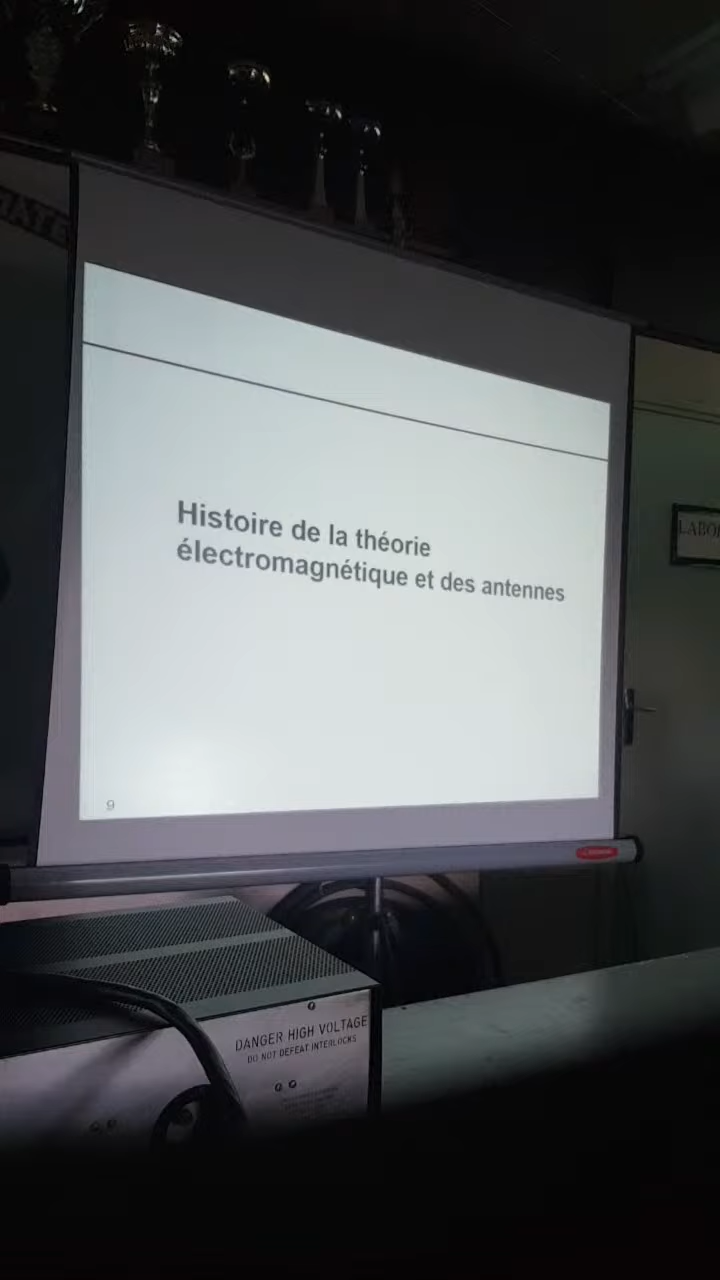 Histoire de la théorie
électromagnétique et des antennes
9
DANGER HIGH VOLTAGE
DO NOT DEFEAT INTERLOCKS